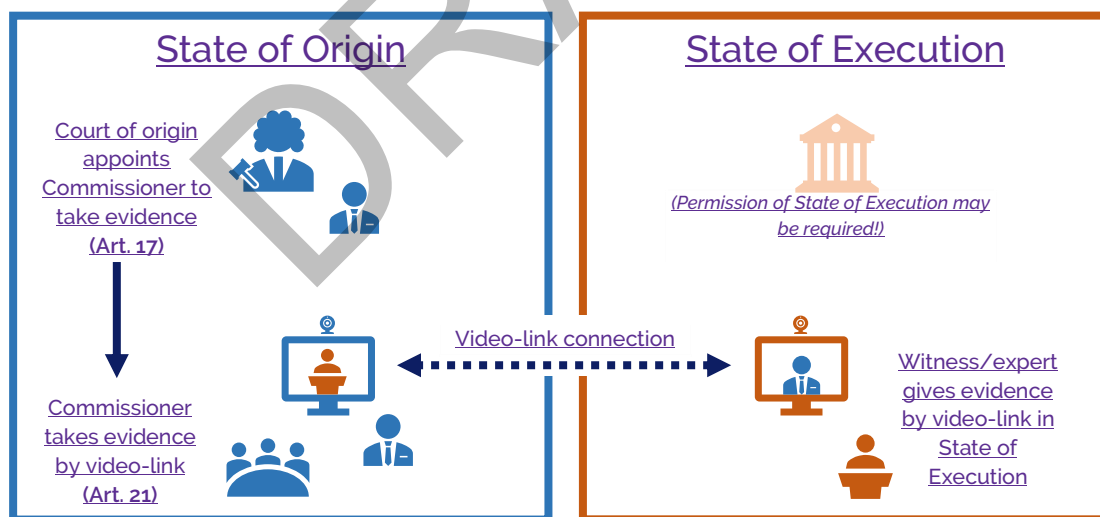 State of Origin
Court of origin
appoints
Commissioner to
take evidence
(Art. 17)
Commissioner
takes evidence
by video-link
(Art. 21)
Video-link connection
State of Execution
(Permission of State of Execution may
be required!)
Witness/expert
gives evidence
by video-link in
State of
Execution